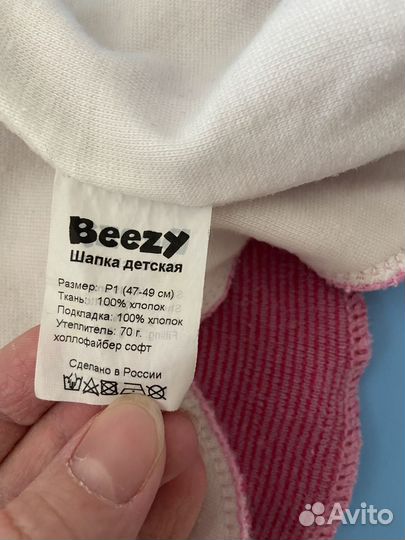 Beezy
Шапка детская
Размер: Р1 (47-49 см)
Ткань: 100% хлопок
Подкладка: 100% хлопок
Утеплитель: 70 г.
холлофайбер софт
Сделано в России
Avito